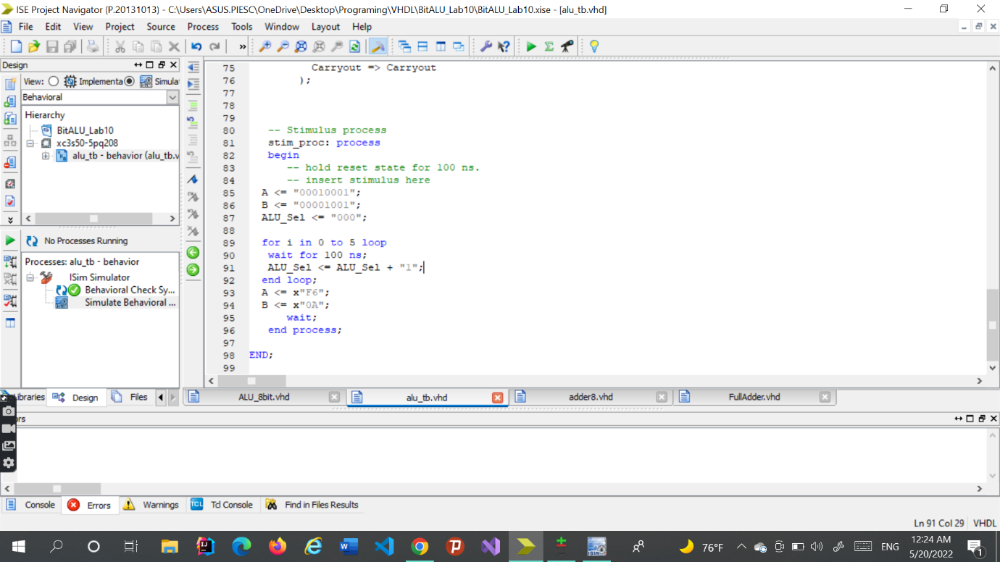 ISE Project Navigator (P.20131013) - C:\Users\ASUS.PIESC\OneDrive\Desktop\Programing\VHDL\BitALU_Lab10\BitALU_Lab10.xise - [alu_tb.vhd]
File Edit View Project Source Process Tools Window Layout Help
Design
View: Implementa Simula
Behavioral
Hierarchy
BitALU_Lab10
xc3s50-5pq208
alu_tb - behavior (alu_tb.v
No Processes Running
Processes: alu_tb - behavior
ISim Simulator
Behavioral Check Sy...
Simulate Behavioral ...
Libraries Design Files
75 Carryout => Carryout
76 );
77
78
79
80 -- Stimulus process
81 stim_proc: process
82 begin
83 -- hold reset state for 100 ns.
84 -- insert stimulus here
85 A <= "00010001";
86 B <= "00001001";
87 ALU_Sel <= "000";
88
89 for i in 0 to 5 loop
90 wait for 100 ns;
91 ALU_Sel <= ALU_Sel + "1";
92 end loop;
93 A <= x"F6";
94 B <= x"0A";
95 wait;
96 end process;
97
98 END;
99
ALU_8bit.vhd alu_tb.vhd adder8.vhd FullAdder.vhd
ors
Console Errors Warnings Tcl Console Find in Files Results
Ln 91 Col 29 VHDL
76°F ENG 12:24 AM
5/20/2022
1